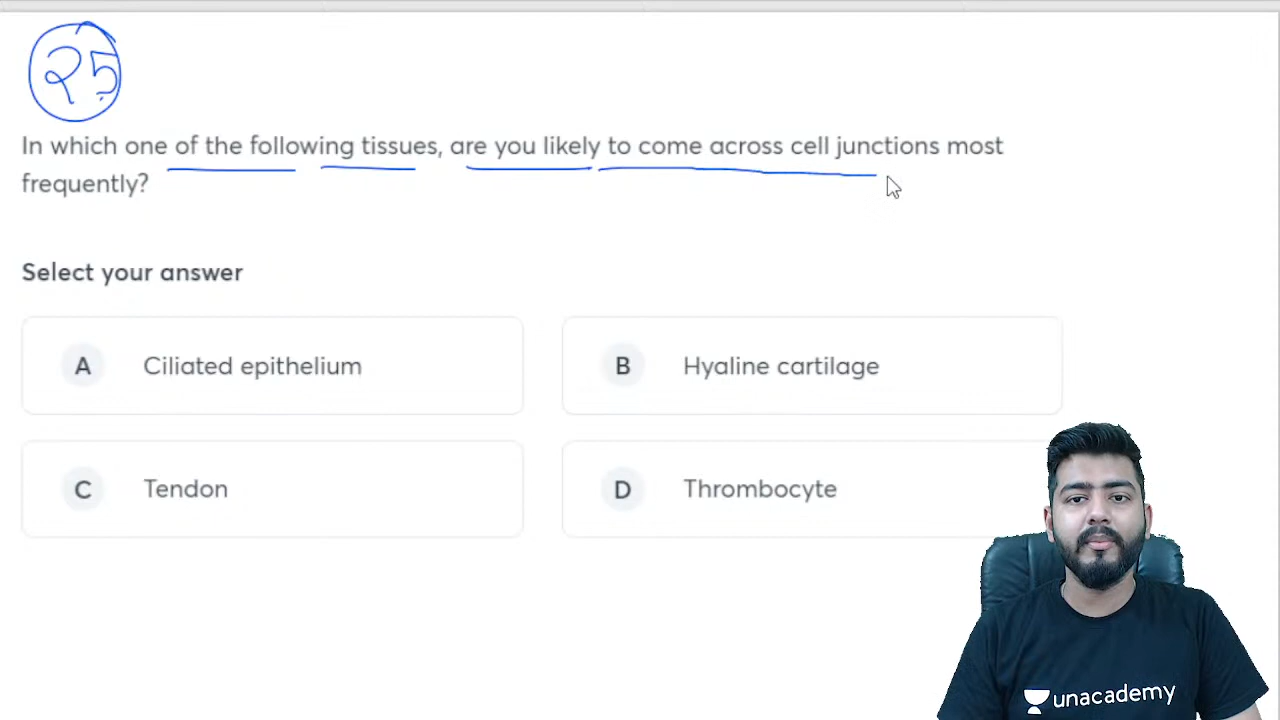 25
In which one of the following tissues, are you likely to come across cell junctions most
frequently?
Select your answer
A Ciliated epithelium
B Hyaline cartilage
C Tendon
D Thrombocyte
unacademy